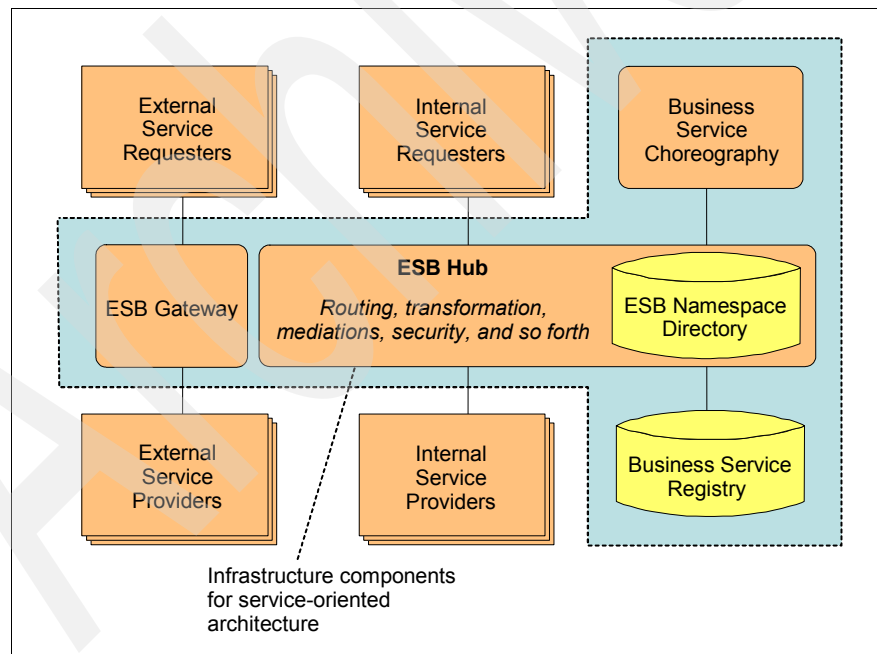 External
Service
Requesters
Internal
Service
Requesters
Business
Service
Choreography
ESB Gateway
ESB Hub
Routing, transformation,
mediations, security, and so forth
ESB Namespace
Directory
External
Service
Providers
Internal
Service
Providers
Business Service
Registry
Infrastructure components
for service-oriented
architecture